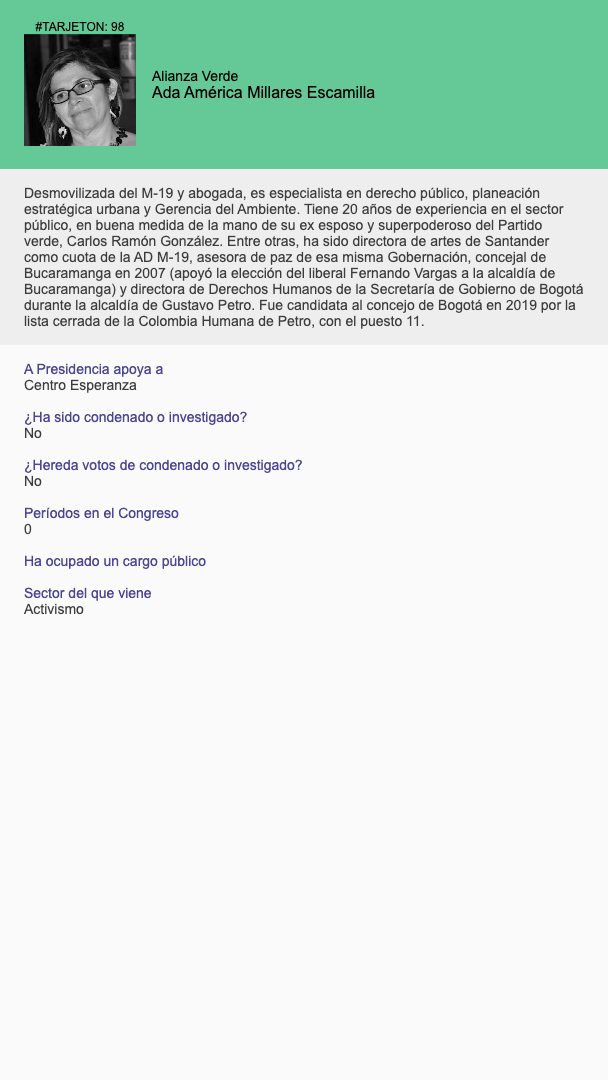 #TARJETON: 98
Alianza Verde
Ada América Millares Escamilla
Desmovilizada del M-19 y abogada, es especialista en derecho público, planeación
estratégica urbana y Gerencia del Ambiente. Tiene 20 años de experiencia en el sector
público, en buena medida de la mano de su ex esposo y superpoderoso del Partido
verde, Carlos Ramón González. Entre otras, ha sido directora de artes de Santander
como cuota de la AD M-19, asesora de paz de esa misma Gobernación, concejal de
Bucaramanga en 2007 (apoyó la elección del liberal Fernando Vargas a la alcaldía de
Bucaramanga) y directora de Derechos Humanos de la Secretaría de Gobierno de Bogotá
durante la alcaldía de Gustavo Petro. Fue candidata al concejo de Bogotá en 2019 por la
lista cerrada de la Colombia Humana de Petro, con el puesto 11.
A Presidencia apoya a
Centro Esperanza
¿Ha sido condenado o investigado?
No
¿Hereda votos de condenado o investigado?
No
Períodos en el Congreso
0
Ha ocupado un cargo público
Sector del que viene
Activismo